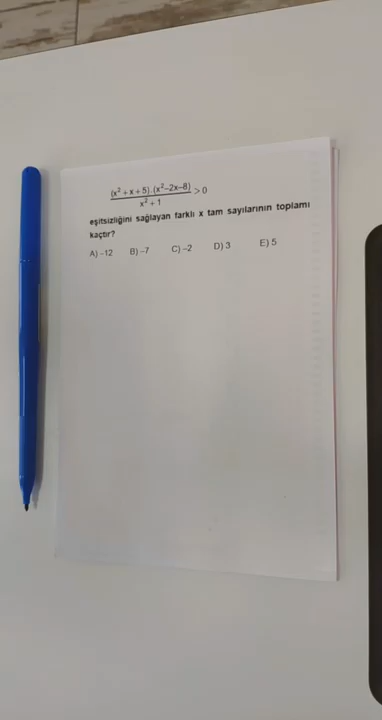 (x² + x + 5).(x²–2x–8)
x² + 1
> 0
eşitsizliğini sağlayan farklı x tam sayılarının toplamı
kaçtır?
A) –12 B) –7 C) –2 D) 3 E) 5